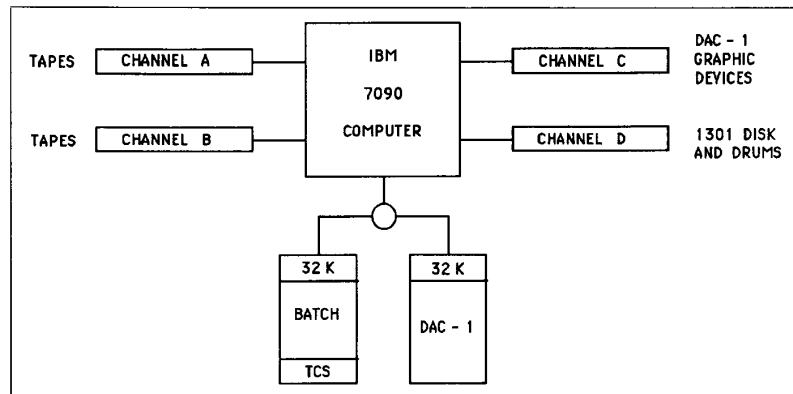 TAPES
CHANNEL A
IBM
7090
COMPUTER
CHANNEL C
DAC - 1
GRAPHIC
DEVICES
TAPES
CHANNEL B
CHANNEL D
1301 DISK
AND DRUMS
32 K
BATCH
TCS
32 K
DAC - 1